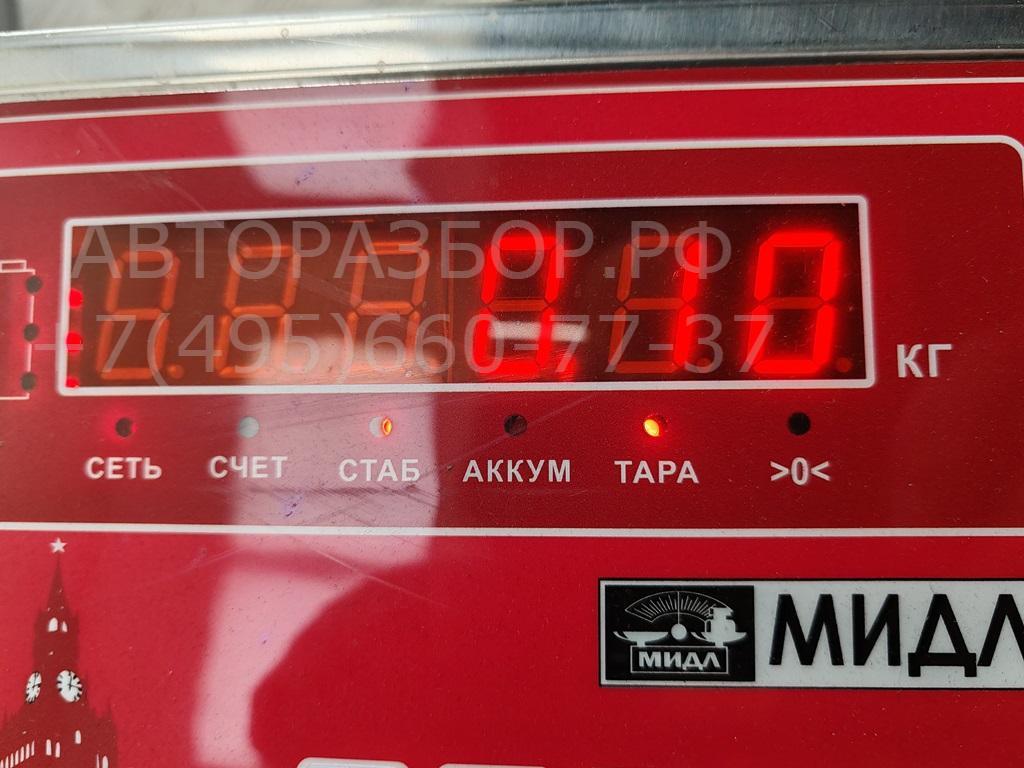 АВТОРАЗБОР.РФ
+7(495)660-77-37
0.10
КГ
СЕТЬ СЧЕТ СТАБ АККУМ ТАРА >0<
МИДЛ МИДЛ